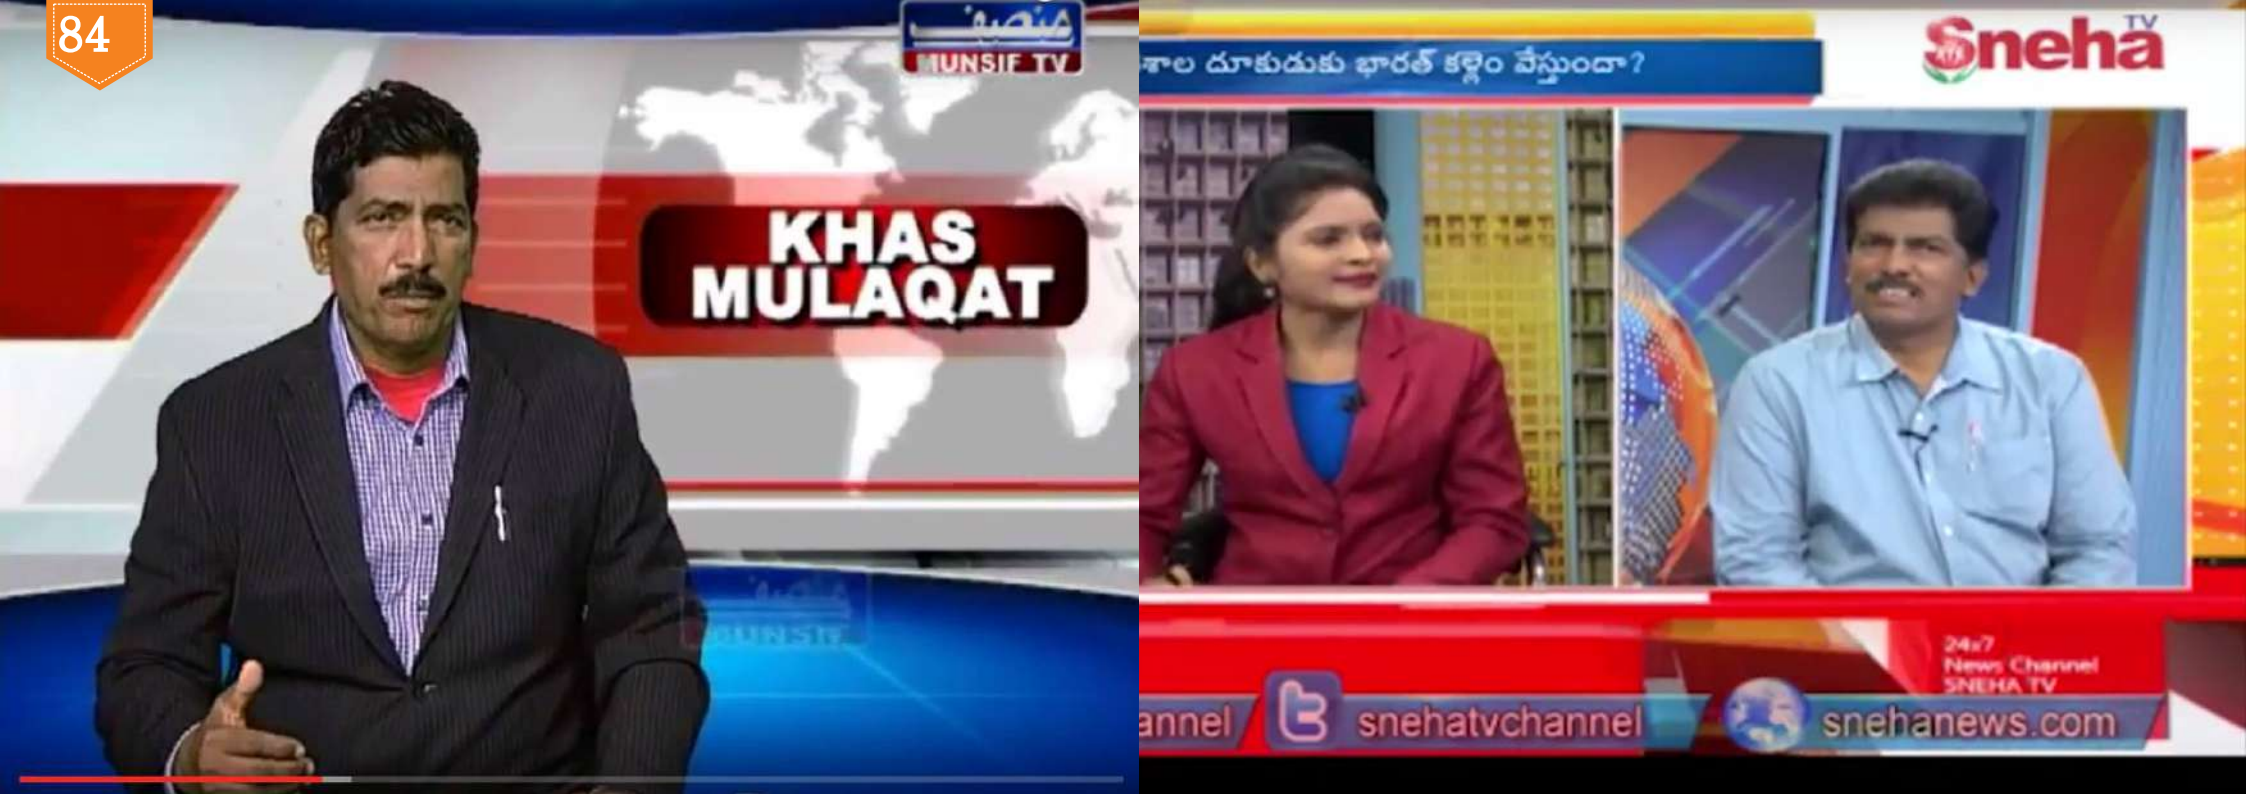 84
منصف
MUNSIF TV
KHAS
MULAQAT
منصف
MUNSIF
శాల దూకుడుకు భారత్ కళ్లెం వేస్తుందా?
Sneha TV
24x7
News Channel
SNEHA TV
annel
snehatvchannel
snehanews.com